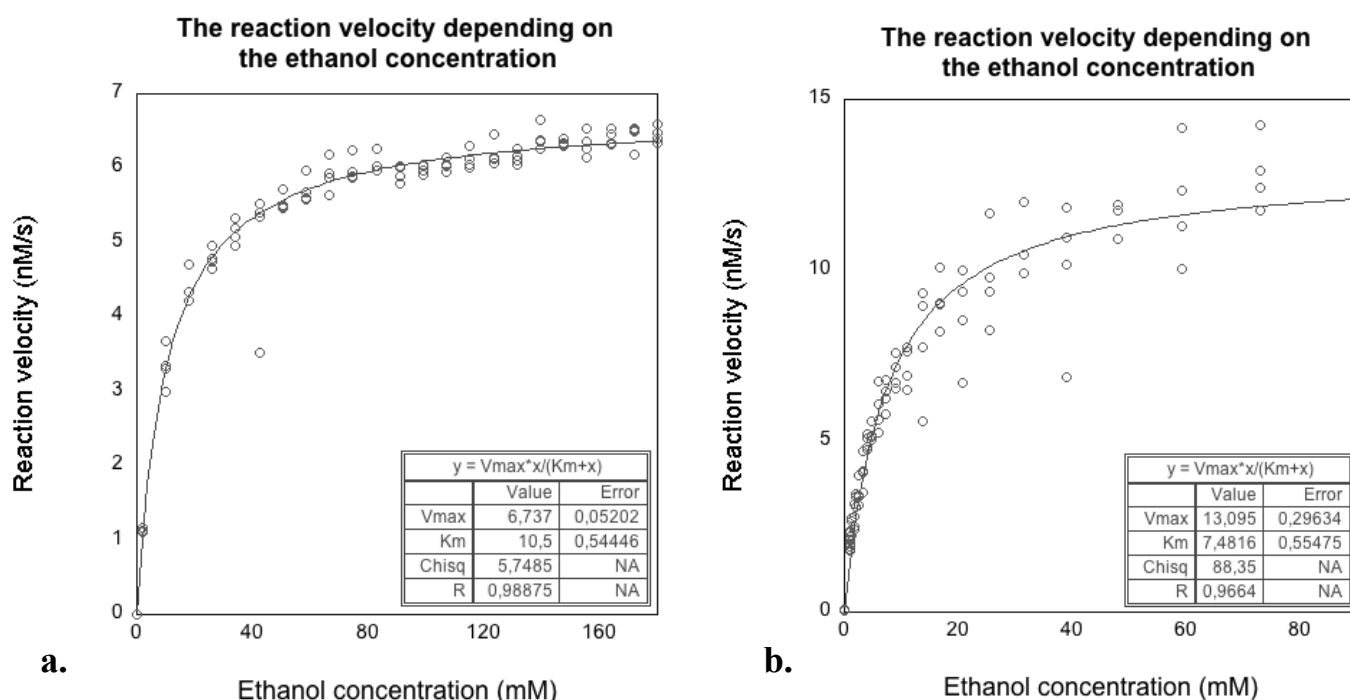 The reaction velocity depending on
the ethanol concentration
7
6
5
4
3
2
1
0
Reaction velocity (nM/s)
y = Vmax*x/(Km+x)
Value Error
Vmax 6,737 0,05202
Km 10,5 0,54446
Chisq 5,7485 NA
R 0,98875 NA
0 40 80 120 160
a.
Ethanol concentration (mM)
The reaction velocity depending on
the ethanol concentration
15
10
5
0
Reaction velocity (nM/s)
y = Vmax*x/(Km+x)
Value Error
Vmax 13,095 0,29634
Km 7,4816 0,55475
Chisq 88,35 NA
R 0,9664 NA
0 20 40 60 80
b.
Ethanol concentration (mM)